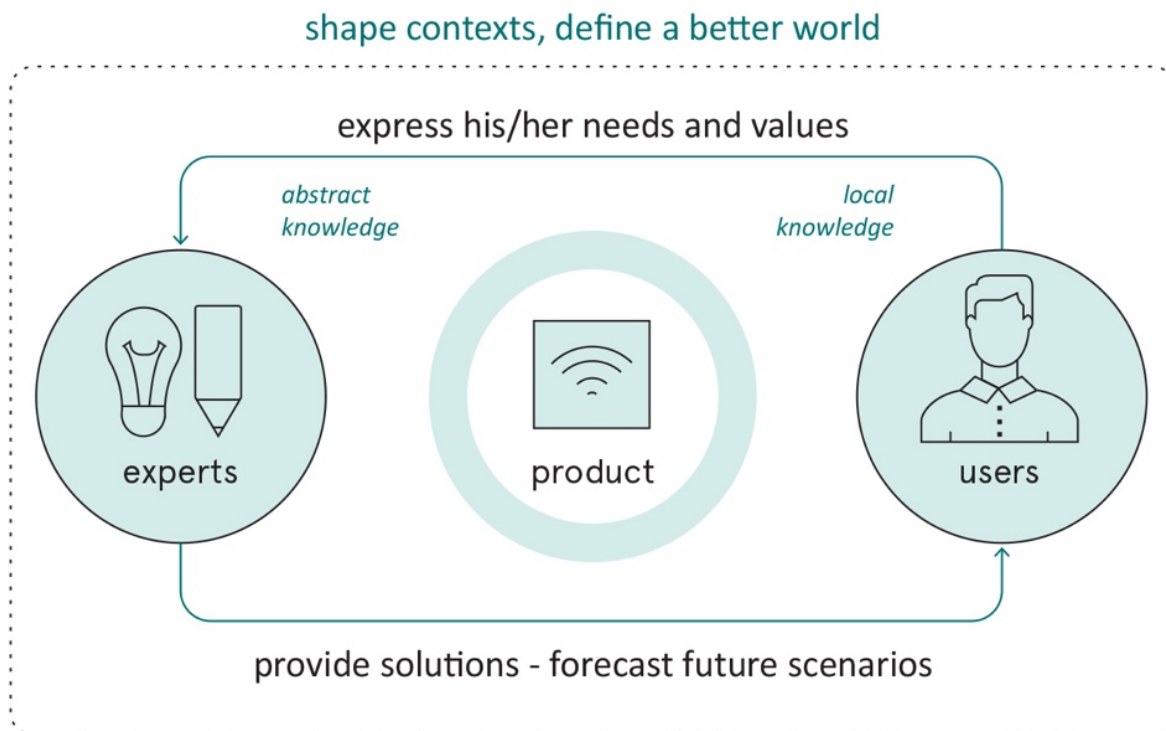 shape contexts, define a better world
express his/her needs and values
abstract
knowledge
local
knowledge
experts
product
users
provide solutions - forecast future scenarios